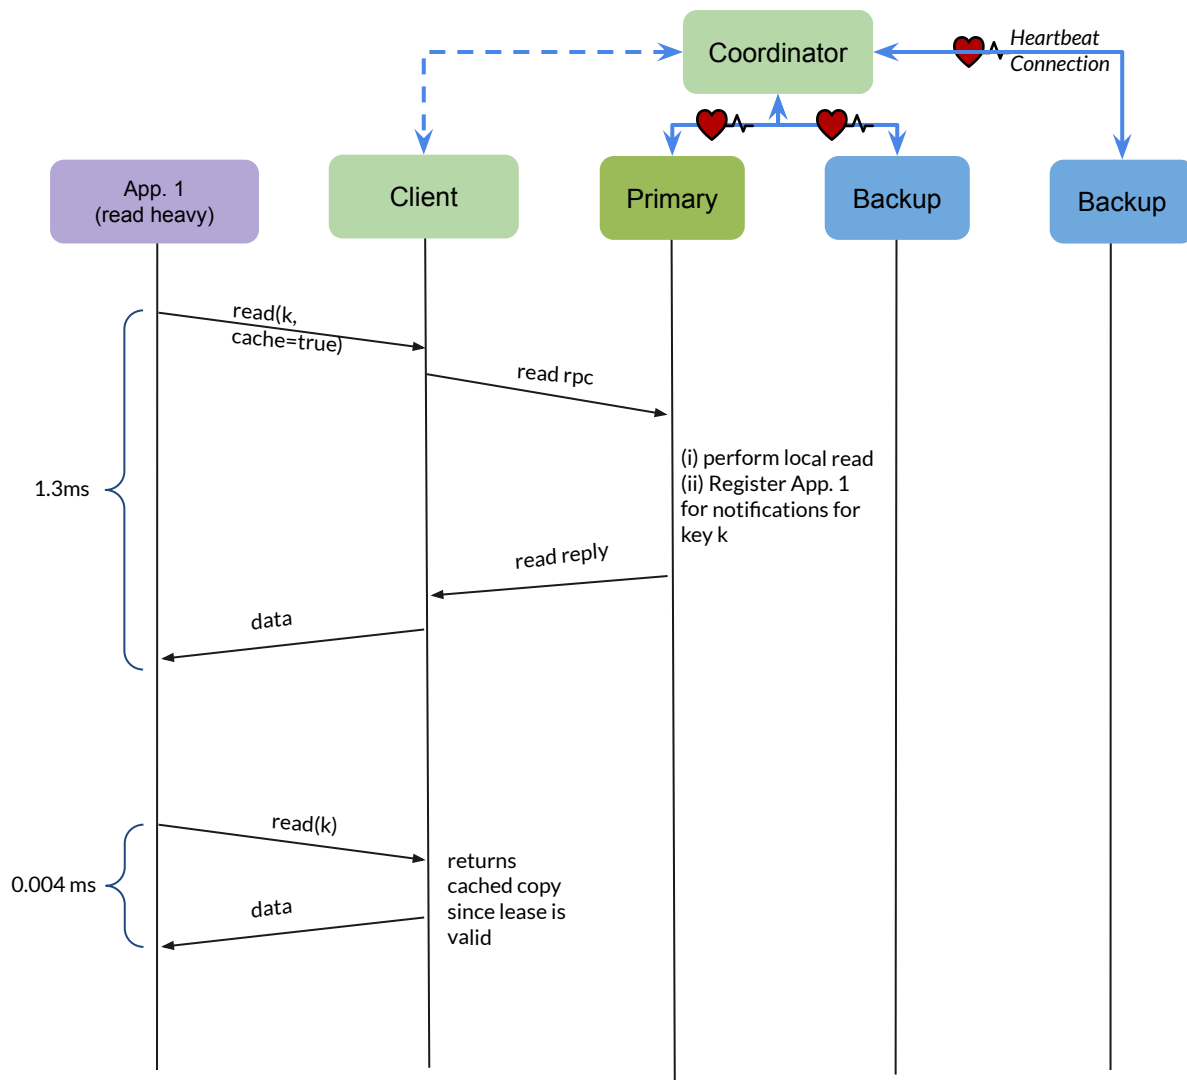 Coordinator
Heartbeat
Connection
App. 1
(read heavy)
Client
Primary
Backup
Backup
read(k,
cache=true)
read rpc
(i) perform local read
(ii) Register App. 1
for notifications for
key k
1.3ms
read reply
data
read(k)
returns
cached copy
since lease is
valid
0.004 ms
data